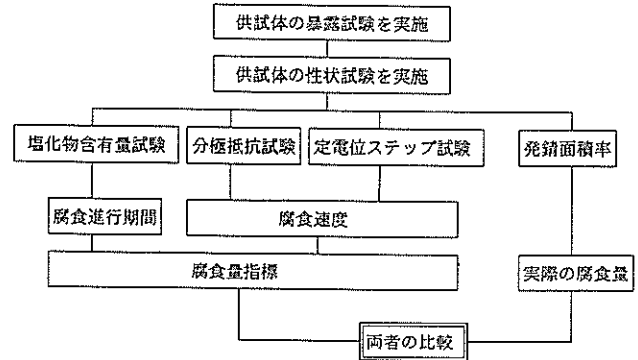 供試体の暴露試験を実施
供試体の性状試験を実施
塩化物含有量試験
分極抵抗試験
定電位ステップ試験
発錆面積率
腐食進行期間
腐食速度
腐食量指標
実際の腐食量
両者の比較